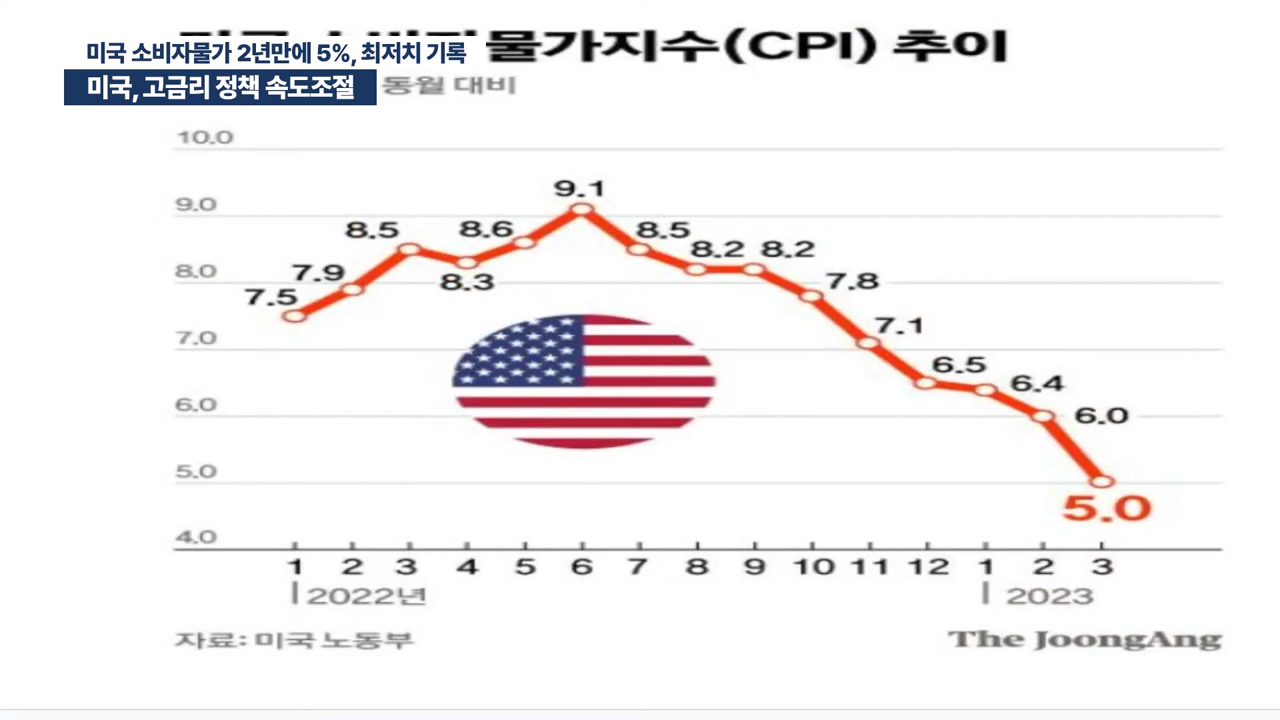 미국 소비자물가 2년만에 5%, 최저치 기록
물가지수(CPI) 추이
미국, 고금리 정책 속도조절
동월 대비
10.0
9.0
8.0
7.0
6.0
5.0
4.0
7.5
7.9
8.5
8.3
8.6
9.1
8.5
8.2
8.2
7.8
7.1
6.5
6.4
6.0
5.0
1 2 3 4 5 6 7 8 9 10 11 12 1 2 3
2022년 2023
자료: 미국 노동부
The JoongAng